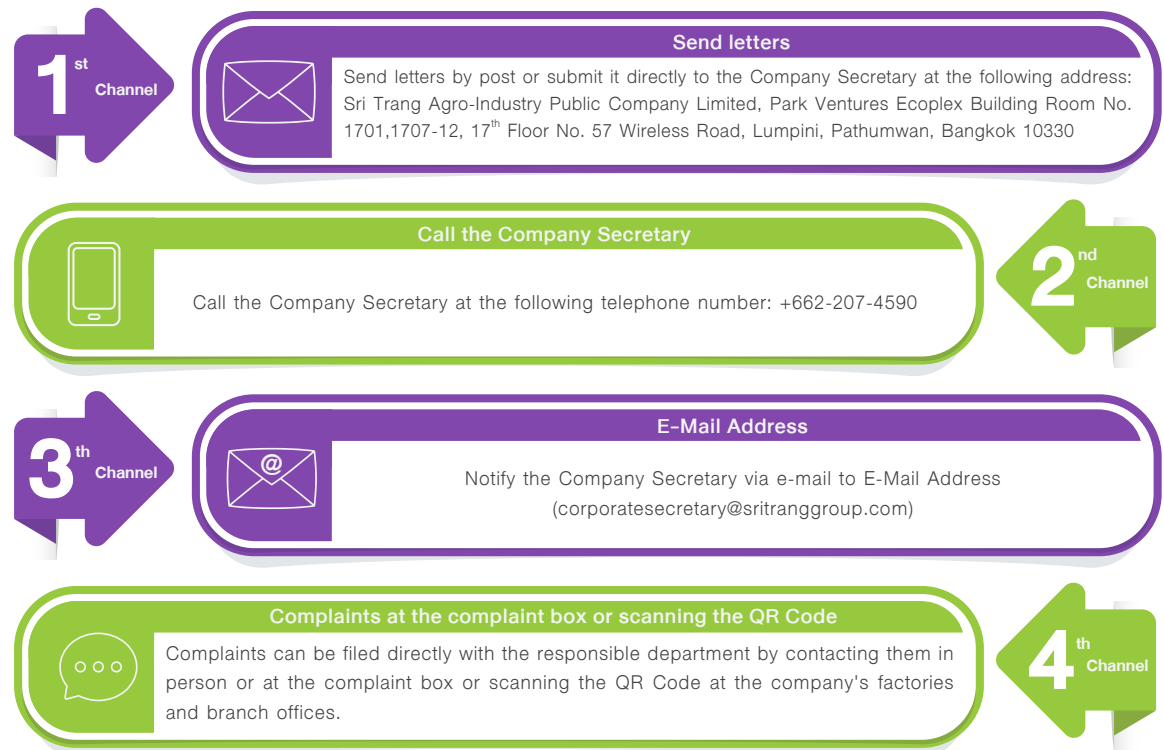 1st Channel
Send letters
Send letters by post or submit it directly to the Company Secretary at the following address:
Sri Trang Agro-Industry Public Company Limited, Park Ventures Ecoplex Building Room No.
1701,1707-12, 17th Floor No. 57 Wireless Road, Lumpini, Pathumwan, Bangkok 10330
Call the Company Secretary
Call the Company Secretary at the following telephone number: +662-207-4590
2nd Channel
3th Channel
E-Mail Address
@
Notify the Company Secretary via e-mail to E-Mail Address
(corporatesecretary@sritranggroup.com)
Complaints at the complaint box or scanning the QR Code
Complaints can be filed directly with the responsible department by contacting them in
person or at the complaint box or scanning the QR Code at the company's factories
and branch offices.
4th Channel